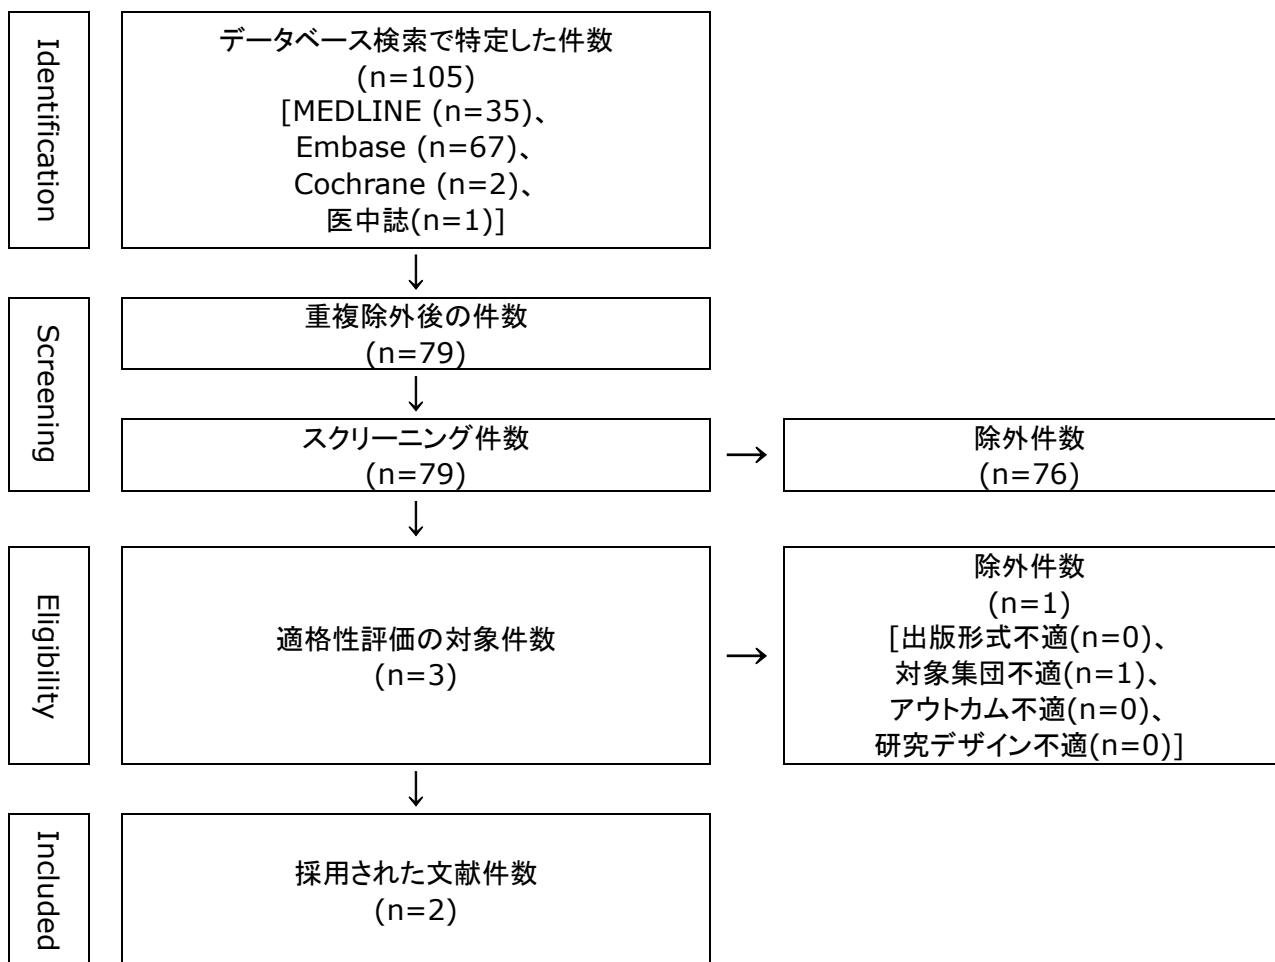 Identification
データベース検索で特定した件数
(n=105)
[MEDLINE (n=35)、
Embase (n=67)、
Cochrane (n=2)、
医中誌(n=1)]
↓
Screening
重複除外後の件数
(n=79)
↓
スクリーニング件数
(n=79)
→
除外件数
(n=76)
↓
Eligibility
適格性評価の対象件数
(n=3)
→
除外件数
(n=1)
[出版形式不適(n=0)、
対象集団不適(n=1)、
アウトカム不適(n=0)、
研究デザイン不適(n=0)]
↓
Included
採用された文献件数
(n=2)